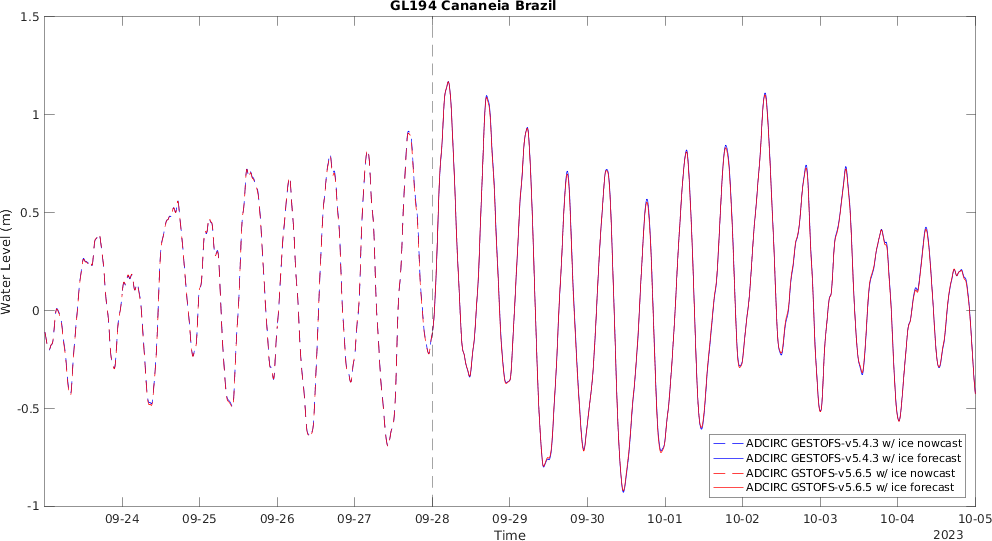 GL194 Cananeia Brazil
1.5
1
0.5
0
-0.5
-1
Water Level (m)
ADCIRC GESTOFS-v5.4.3 w/ ice nowcast
ADCIRC GESTOFS-v5.4.3 w/ ice forecast
ADCIRC GSTOFS-v5.6.5 w/ ice nowcast
ADCIRC GSTOFS-v5.6.5 w/ ice forecast
09-24 09-25 09-26 09-27 09-28 09-29 09-30 10-01 10-02 10-03 10-04 10-05
Time
2023